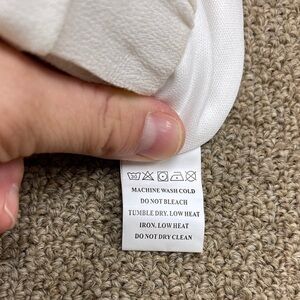 MACHINE WASH COLD
DO NOT BLEACH
TUMBLE DRY. LOW HEAT
IRON. LOW HEAT
DO NOT DRY CLEAN